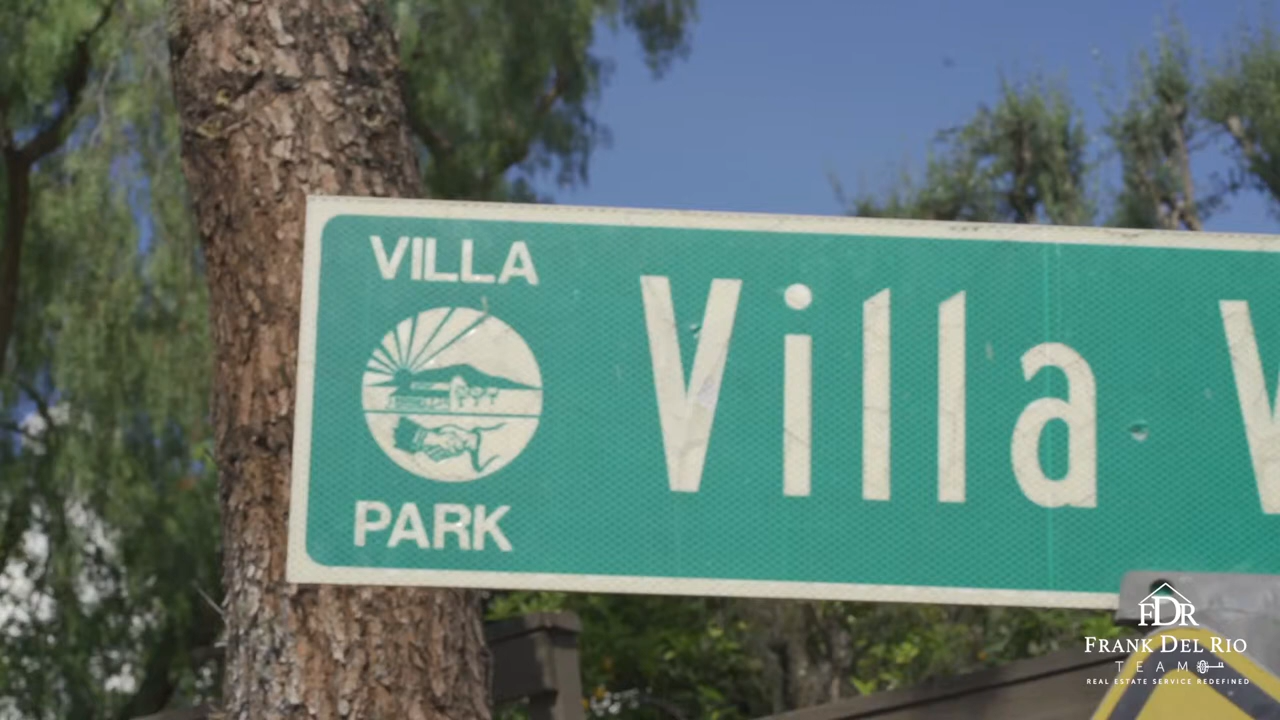 VILLA
PARK
Villa V
FDR
FRANK DEL RIO
TEAM
REAL ESTATE SERVICE REDEFINED